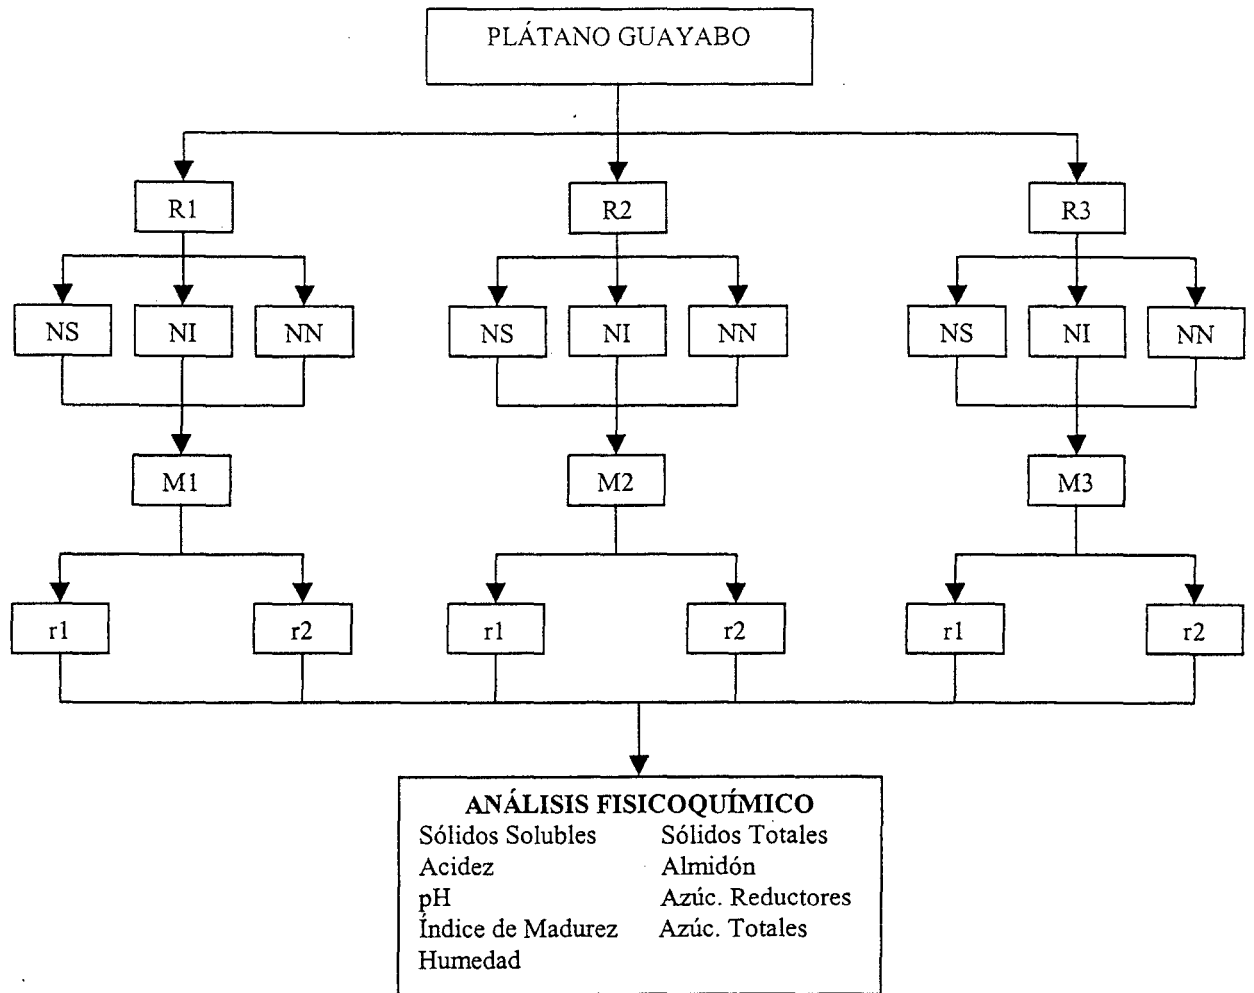 PLÁTANO GUAYABO
R1 R2 R3
NS NI NN NS NI NN NS NI NN
M1 M2 M3
r1 r2 r1 r2 r1 r2
ANÁLISIS FISICOQUÍMICO
Sólidos Solubles Sólidos Totales
Acidez Almidón
pH Azúc. Reductores
Índice de Madurez Azúc. Totales
Humedad